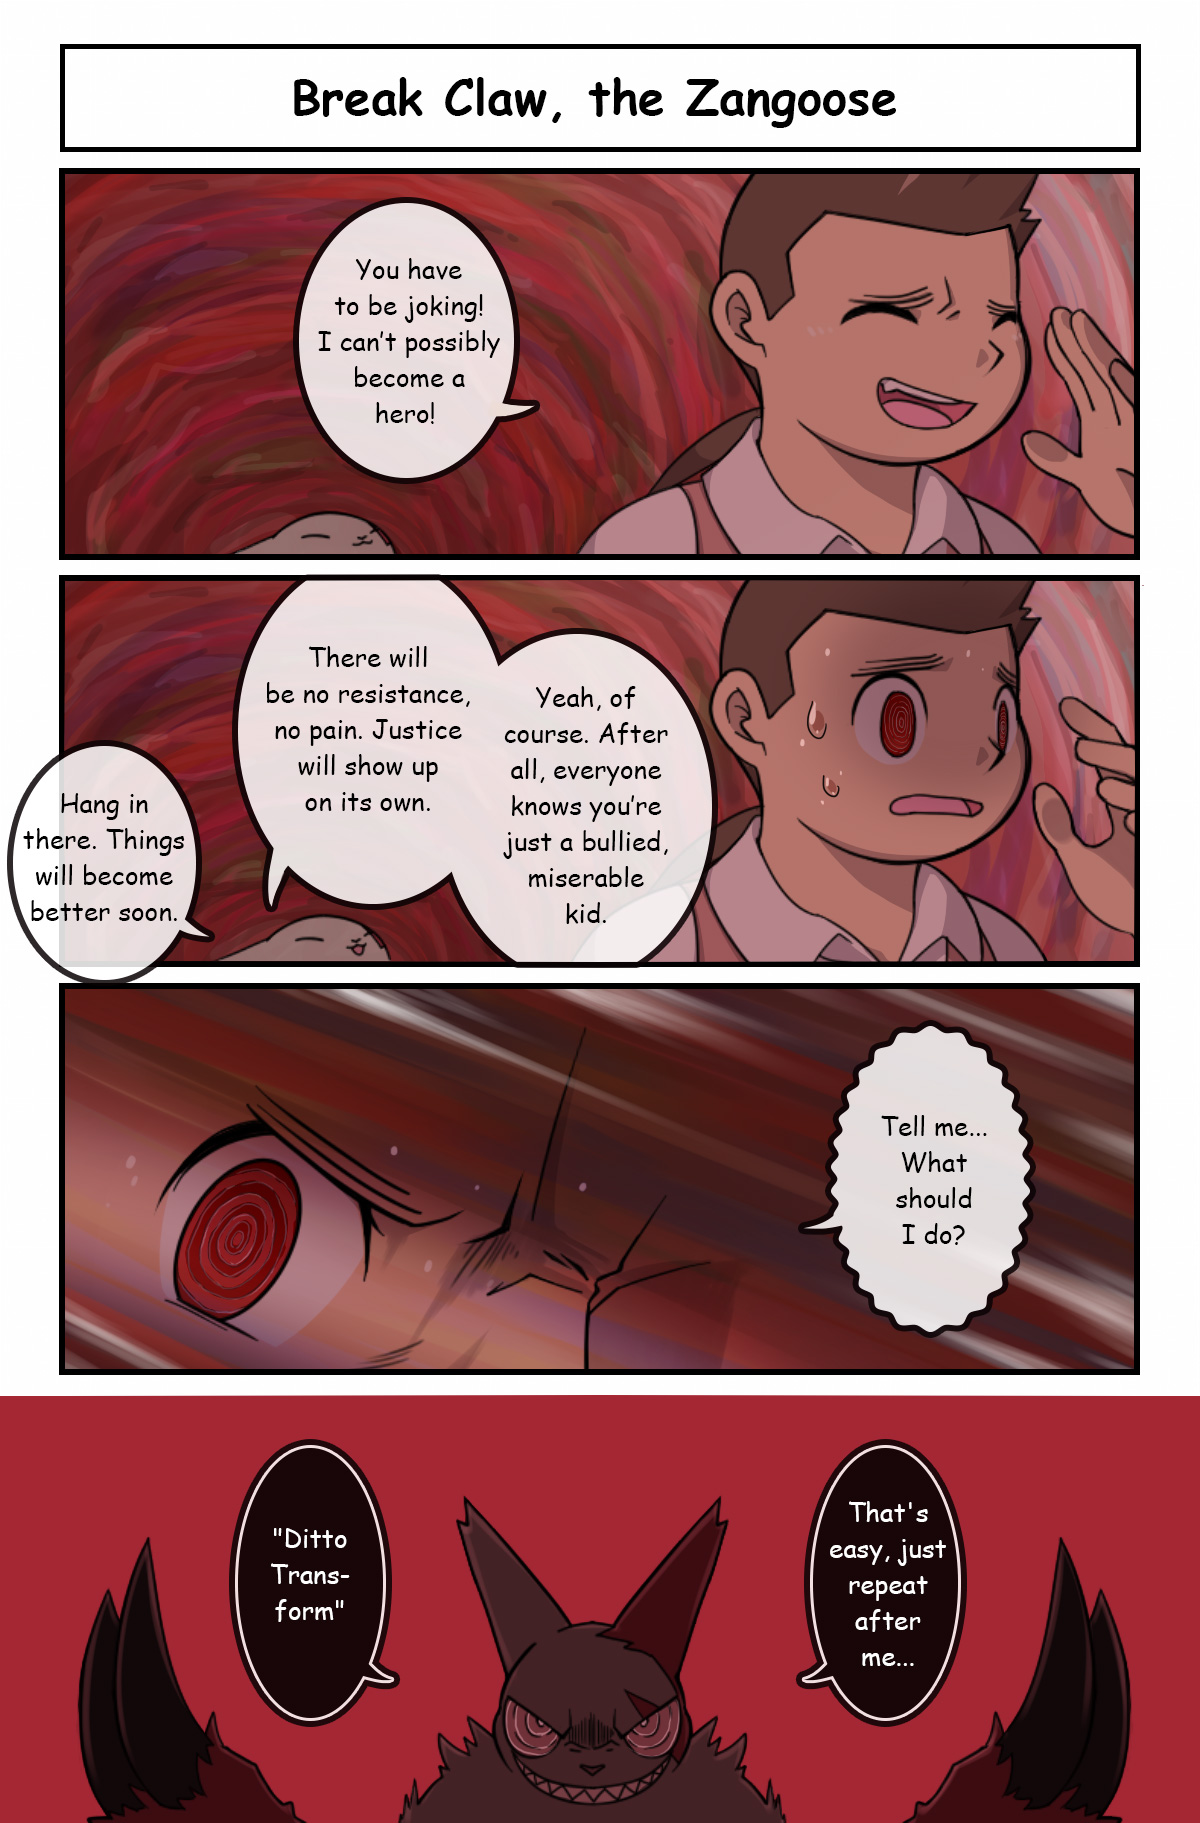 Break Claw, the Zangoose
You have
to be joking!
I can't possibly
become a
hero!
Hang in
there. Things
will become
better soon.
There will
be no resistance,
no pain. Justice
will show up
on its own.
Yeah, of
course. After
all, everyone
knows you're
just a bullied,
miserable
kid.
Tell me...
What
should
I do?
That's
easy, just
repeat
after
me...
"Ditto
Trans-
form"